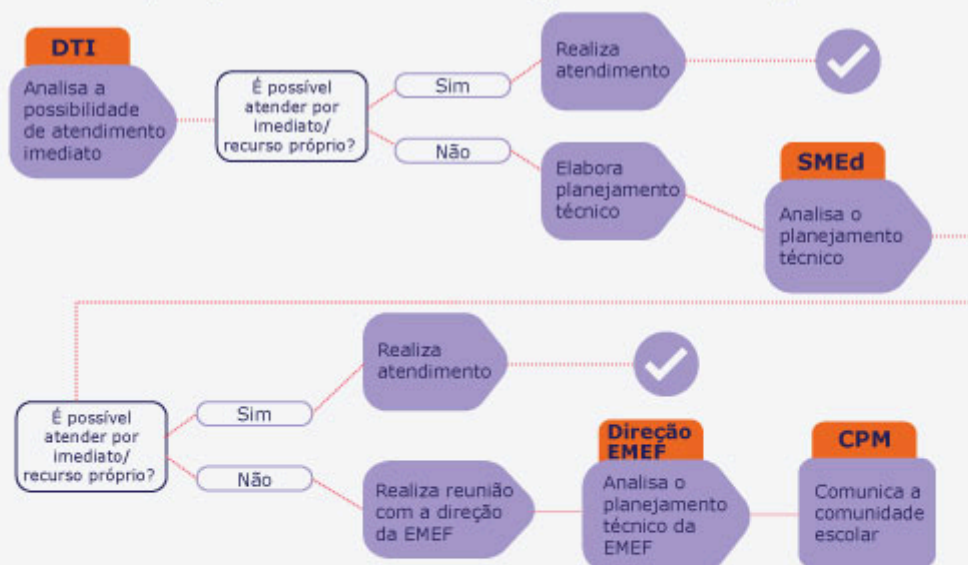 DTI
Analisa a
possibilidade
de atendimento
imediato
É possível
atender por
imediato/
recurso próprio?
Sim
Não
Realiza
atendimento
Elabora
planejamento
técnico
SMEd
Analisa o
planejamento
técnico
É possível
atender por
imediato/
recurso próprio?
Sim
Não
Realiza
atendimento
Realiza reunião
com a direção
da EMEF
Direção
EMEF
Analisa o
planejamento
técnico da
EMEF
CPM
Comunica a
comunidade
escolar